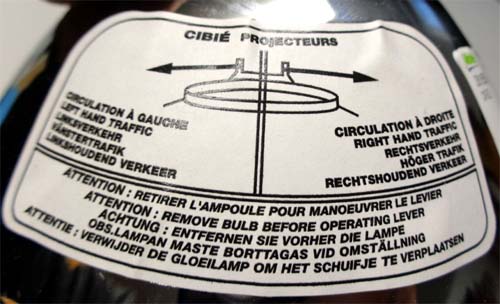 CIBIÉ PROJECTEURS
CIRCULATION À GAUCHE
LEFT HAND TRAFFIC
LINKSVERKEHR
VÄNSTERTRAFIK
LINKSHOUDEND VERKEER
CIRCULATION À DROITE
RIGHT HAND TRAFFIC
RECHTSVERKEHR
HÖGER TRAFIK
RECHTSHOUDEND VERKEER
ATTENTION : RETIRER L'AMPOULE POUR MANOEUVRER LE LEVIER
ATTENTION : REMOVE BULB BEFORE OPERATING LEVER
ACHTUNG : ENTFERNEN SIE VORHER DIE LAMPE
OBS. LAMPAN MASTE BORTTAGAS VID OMSTÄLLNING
ATTENTIE : VERWIJDER DE GLOEILAMP OM HET SCHUIFJE TE VERPLAATSEN